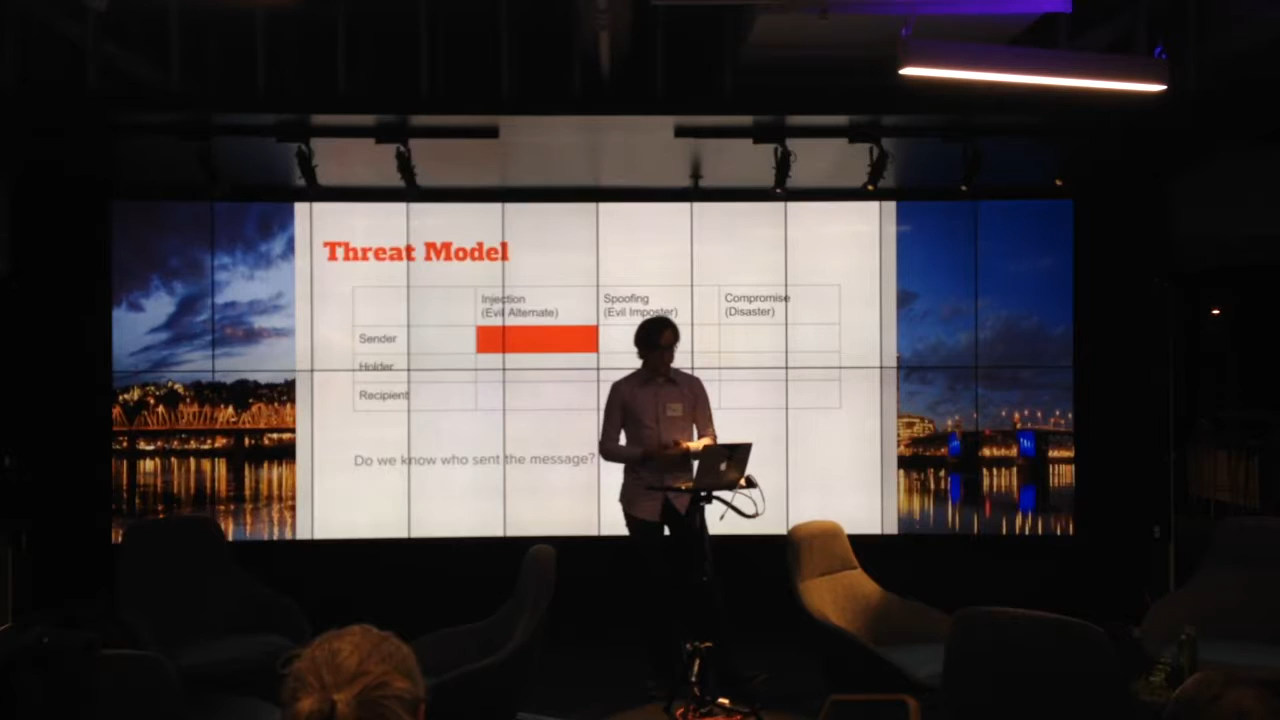 Threat Model
Injection
(Evil Alternate)
Spoofing
(Evil Imposter)
Compromise
(Disaster)
Sender
Holder
Recipient
Do we know who sent the message?